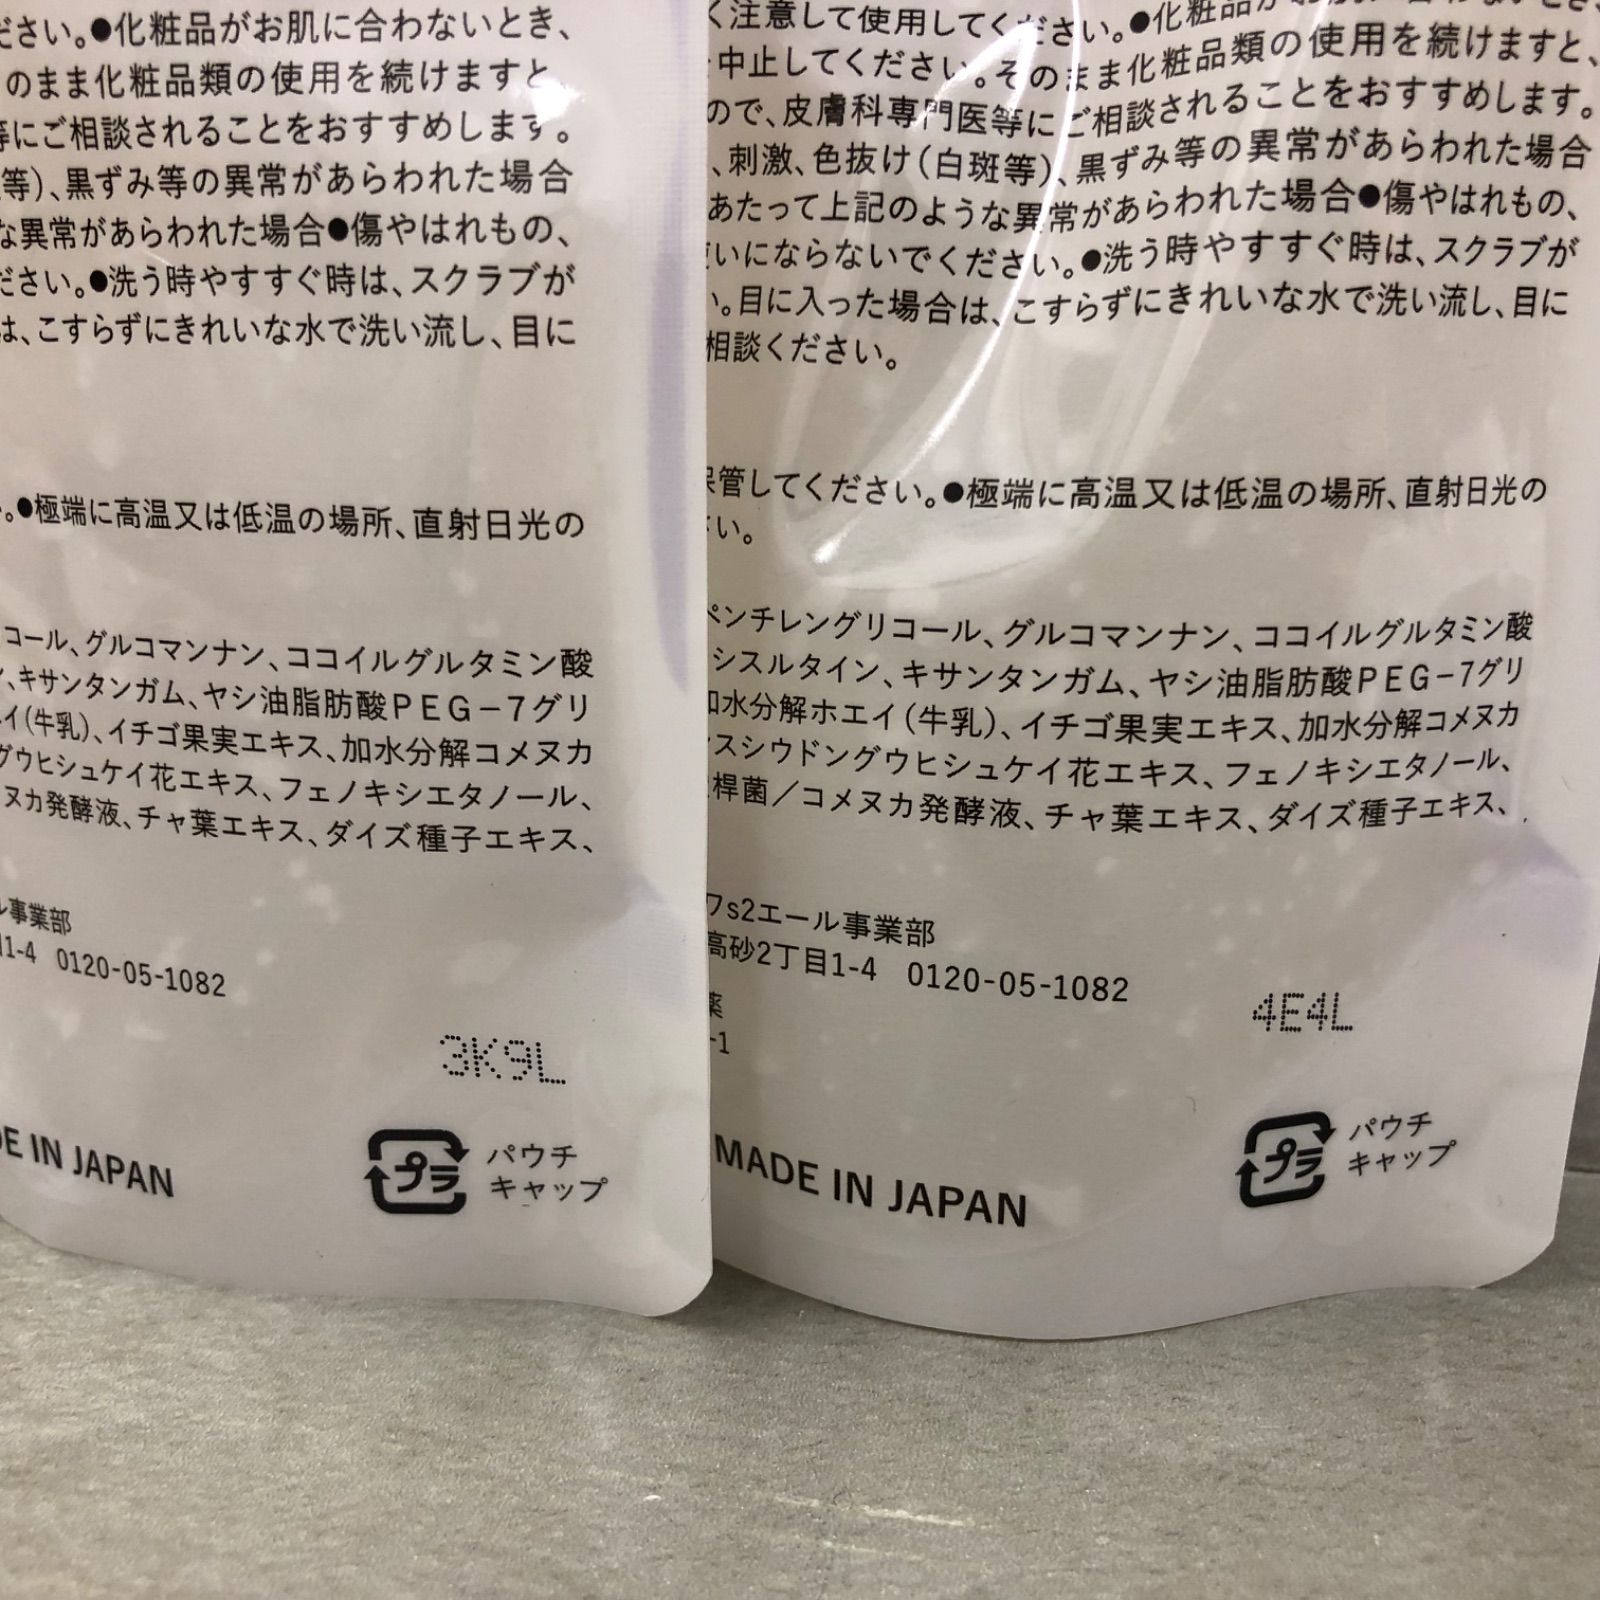 ださい。●化粧品がお肌に合わないとき、
のまま化粧品類の使用を続けますと、
等にご相談されることをおすすめします。
等)、黒ずみ等の異常があらわれた場合
な異常があらわれた場合●傷やはれもの、
ださい。●洗う時やすすぐ時は、スクラブが
は、こすらずにきれいな水で洗い流し、目に
。●極端に高温又は低温の場所、直射日光の
コール、グルコマンナン、ココイルグルタミン酸
、キサンタンガム、ヤシ油脂肪酸PEG−7グリ
イ(牛乳)、イチゴ果実エキス、加水分解コメヌカ
グウヒシュケイ花エキス、フェノキシエタノール、
ヌカ発酵液、チャ葉エキス、ダイズ種子エキス、
ル事業部
1-4 0120-05-1082
3K9L
DE IN JAPAN
プラ
パウチ
キャップ
く注意して使用してください。●化粧品がお肌に合わないとき、
中止してください。そのまま化粧品類の使用を続けますと、
ので、皮膚科専門医等にご相談されることをおすすめします。
、刺激、色抜け(白斑等)、黒ずみ等の異常があらわれた場合
あたって上記のような異常があらわれた場合●傷やはれもの、
いにならないでください。●洗う時やすすぐ時は、スクラブが
。目に入った場合は、こすらずにきれいな水で洗い流し、目に
相談ください。
保管してください。●極端に高温又は低温の場所、直射日光の
さい。
ペンチレングリコール、グルコマンナン、ココイルグルタミン酸
シスルタイン、キサンタンガム、ヤシ油脂肪酸PEG−7グリ
加水分解ホエイ(牛乳)、イチゴ果実エキス、加水分解コメヌカ
スシウドングウヒシュケイ花エキス、フェノキシエタノール、
桿菌/コメヌカ発酵液、チャ葉エキス、ダイズ種子エキス、
ワs2エール事業部
高砂2丁目1-4 0120-05-1082
薬
-1
4E4L
MADE IN JAPAN
プラ
パウチ
キャップ